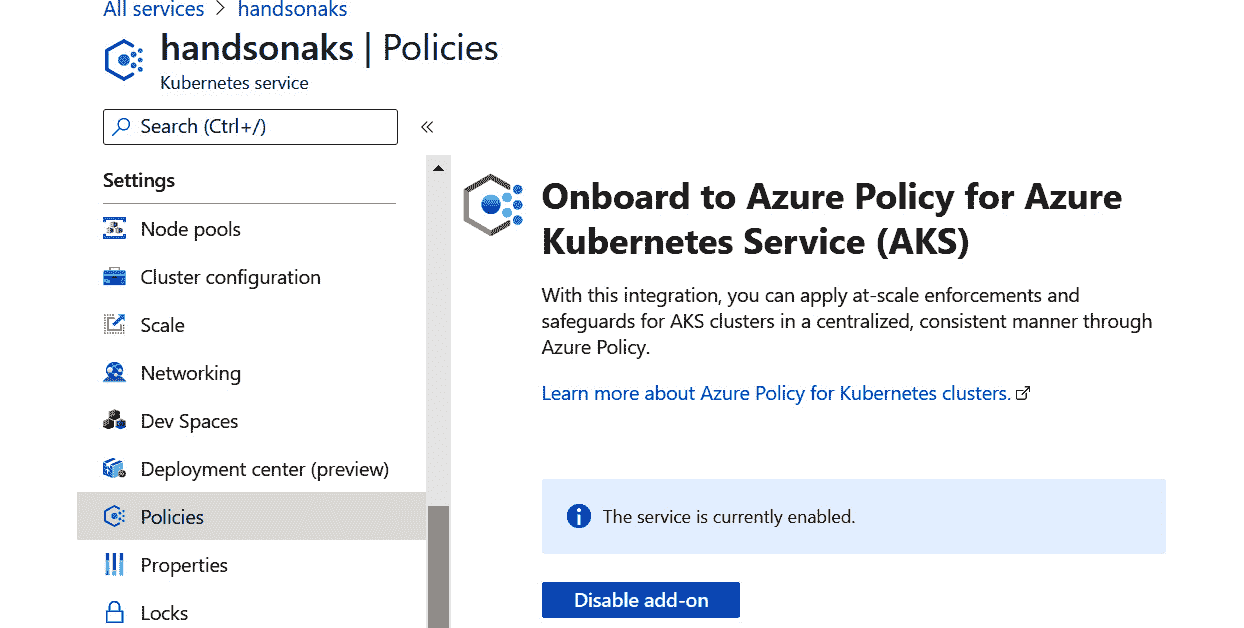 All services > handsonaks
handsonaks | Policies
Kubernetes service
Search (Ctrl+/)
«
Settings
Node pools
Cluster configuration
Scale
Networking
Dev Spaces
Deployment center (preview)
Policies
Properties
Locks
Onboard to Azure Policy for Azure
Kubernetes Service (AKS)
With this integration, you can apply at-scale enforcements and
safeguards for AKS clusters in a centralized, consistent manner through
Azure Policy.
Learn more about Azure Policy for Kubernetes clusters.
The service is currently enabled.
Disable add-on